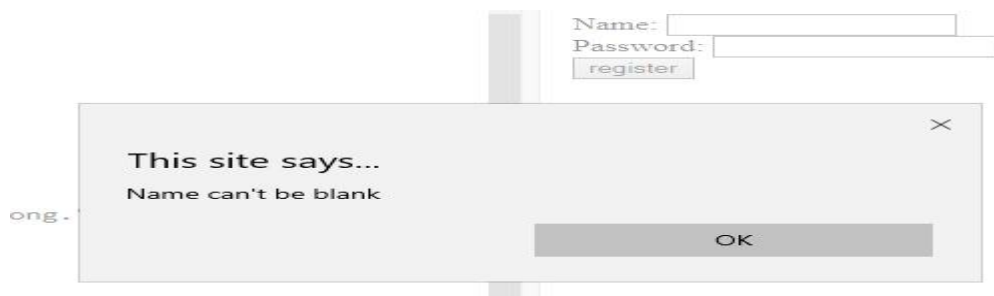 Name:
Password:
register
This site says...
Name can't be blank
ong.'
OK